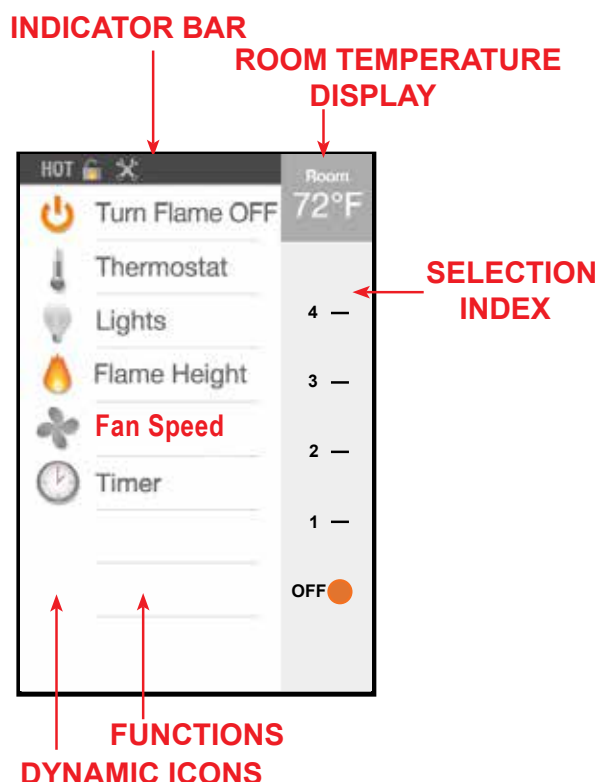 INDICATOR BAR
ROOM TEMPERATURE
DISPLAY
HOT
Room
72°F
Turn Flame OFF
Thermostat
Lights
Flame Height
Fan Speed
Timer
SELECTION
INDEX
4
3
2
1
OFF
FUNCTIONS
DYNAMIC ICONS